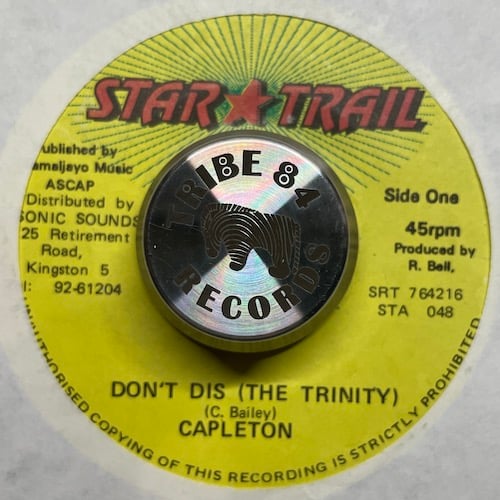 STAR TRAIL
ublished by
amaljayo Music
ASCAP
Distributed by
SONIC SOUNDS
25 Retirement
Road,
Kingston 5
l: 92-61204
TRIBE 84
RECORDS
Side One
45rpm
Produced by
R. Bell,
SRT 764216
STA 048
DON'T DIS (THE TRINITY)
(C. Bailey)
CAPLETON
UNAUTHORISED COPYING OF THIS RECORDING IS STRICTLY PROHIBITED